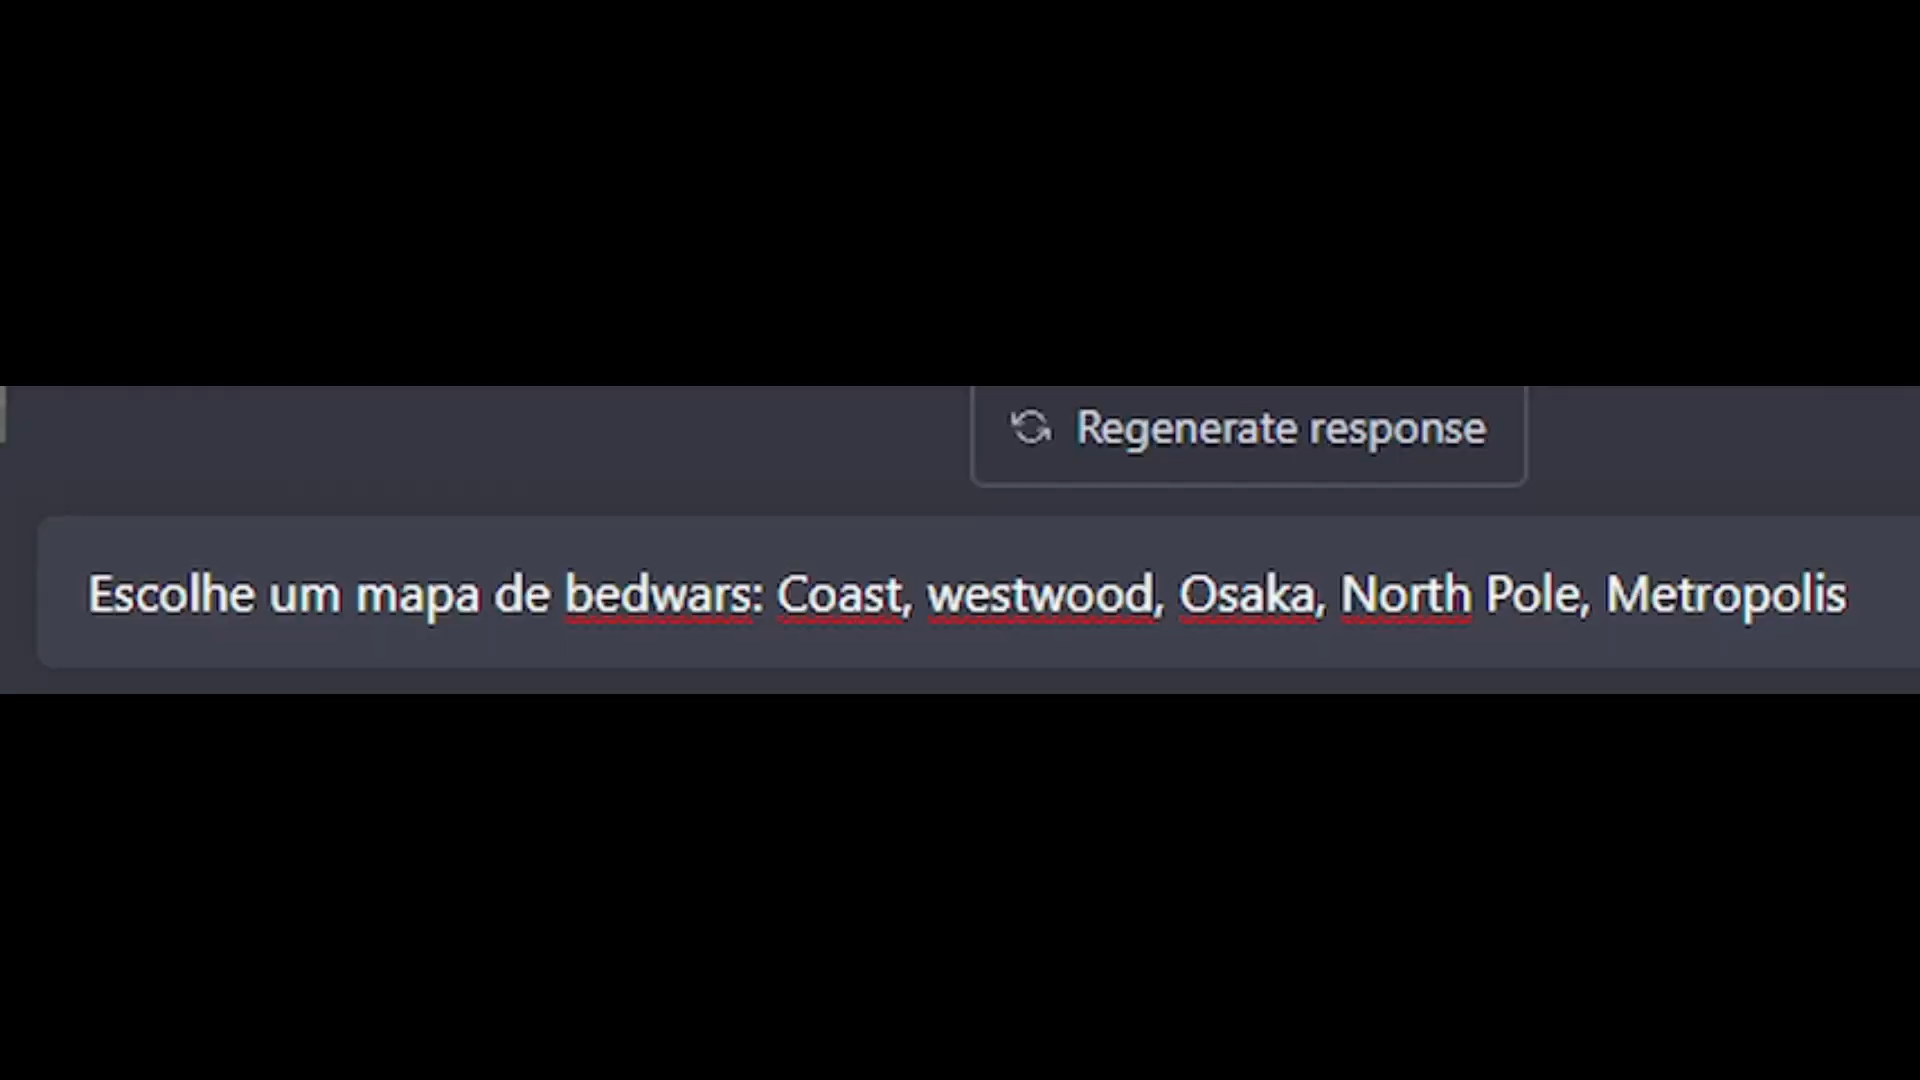 Regenerate response
Escolhe um mapa de bedwars: Coast, westwood, Osaka, North Pole, Metropolis